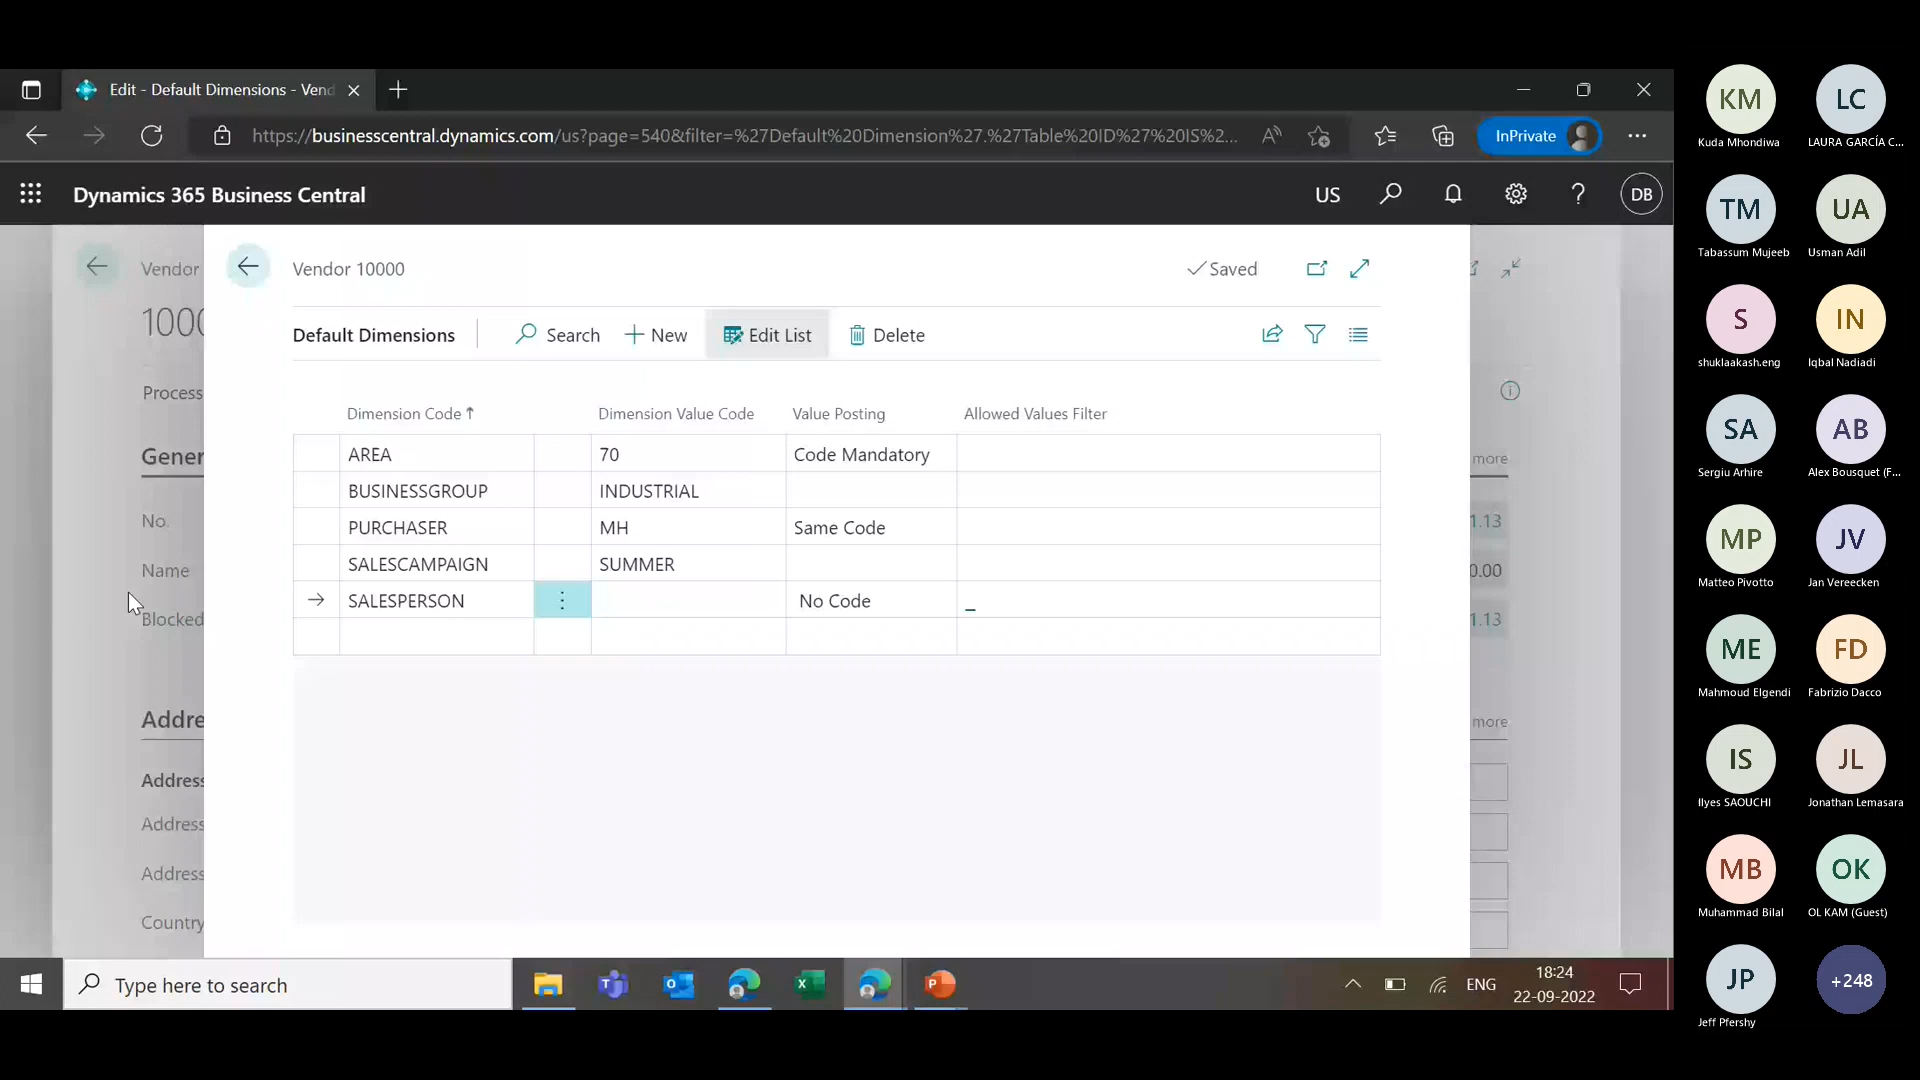 Edit - Default Dimensions - Vend
https://businesscentral.dynamics.com/us?page=540&filter=%27Default%20Dimension%27.%27Table%20ID%27%20IS%2...
InPrivate
Dynamics 365 Business Central
US
DB
Vendor
Vendor 10000
Saved
1000
Default Dimensions
Search
New
Edit List
Delete
Process
Dimension Code
Dimension Value Code
Value Posting
Allowed Values Filter
Gener
more
AREA
70
Code Mandatory
BUSINESSGROUP
INDUSTRIAL
No.
1.13
PURCHASER
MH
Same Code
Name
0.00
SALESCAMPAIGN
SUMMER
SALESPERSON
No Code
_
Blocked
1.13
Addre
more
Address
Address
Address
Country
Type here to search
ENG
18:24
22-09-2022
KM
Kuda Mhondiwa
LC
LAURA GARCÍA C...
TM
Tabassum Mujeeb
UA
Usman Adil
S
shuklaakash.eng
IN
Iqbal Nadiadi
SA
Sergiu Arhire
AB
Alex Bousquet (F...
MP
Matteo Pivotto
JV
Jan Vereecken
ME
Mahmoud Elgendi
FD
Fabrizio Dacco
IS
Ilyes SAOUCHI
JL
Jonathan Lemasara
MB
Muhammad Bilal
OK
OL KAM (Guest)
JP
Jeff Pfershy
+248